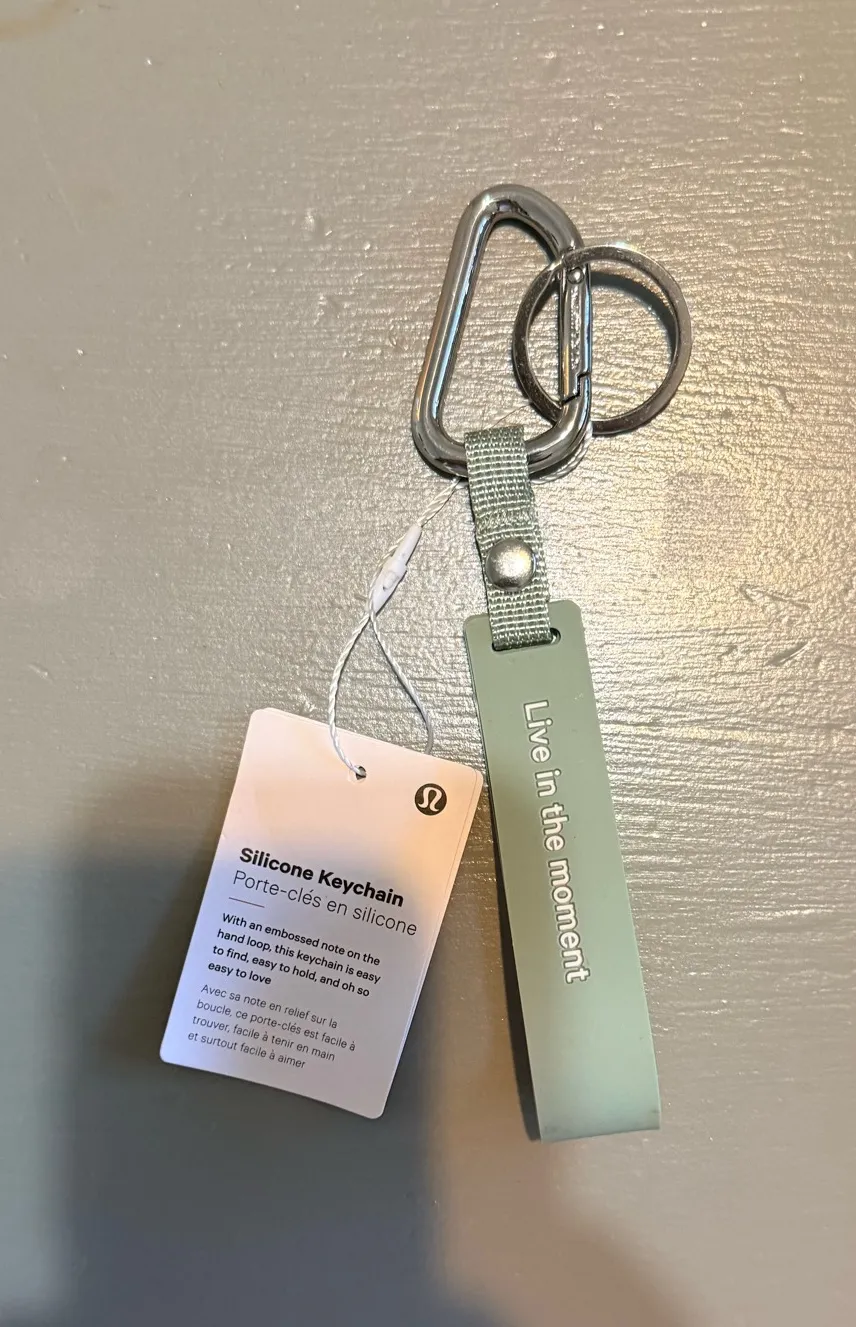 Live in the moment
Silicone Keychain
Porte-clés en silicone
With an embossed note on the
hand loop, this keychain is easy
to find, easy to hold, and oh so
easy to love
Avec sa note en relief sur la
boucle, ce porte-clés est facile à
trouver, facile à tenir en main
et surtout facile à aimer